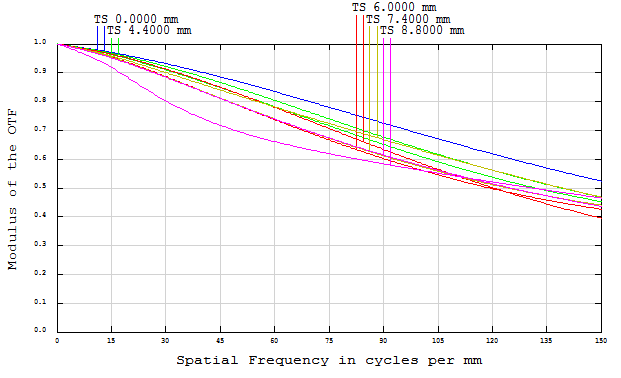 TS 6.0000 mm
TS 0.0000 mm TS 7.4000 mm
TS 4.4000 mm TS 8.8000 mm
1.0
0.9
0.8
0.7
0.6
0.5
0.4
0.3
0.2
0.1
0.0
Modulus of the OTF
0 15 30 45 60 75 90 105 120 135 150
Spatial Frequency in cycles per mm